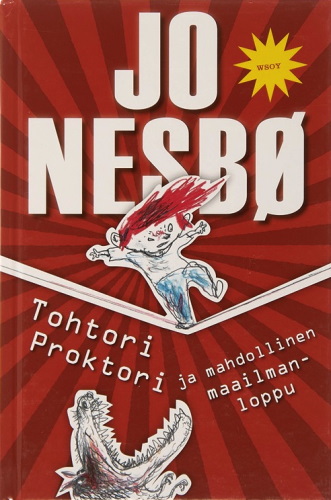 JO
NESBØ
WSOY
Tohtori
Proktori
ja mahdollinen
maailman-
loppu